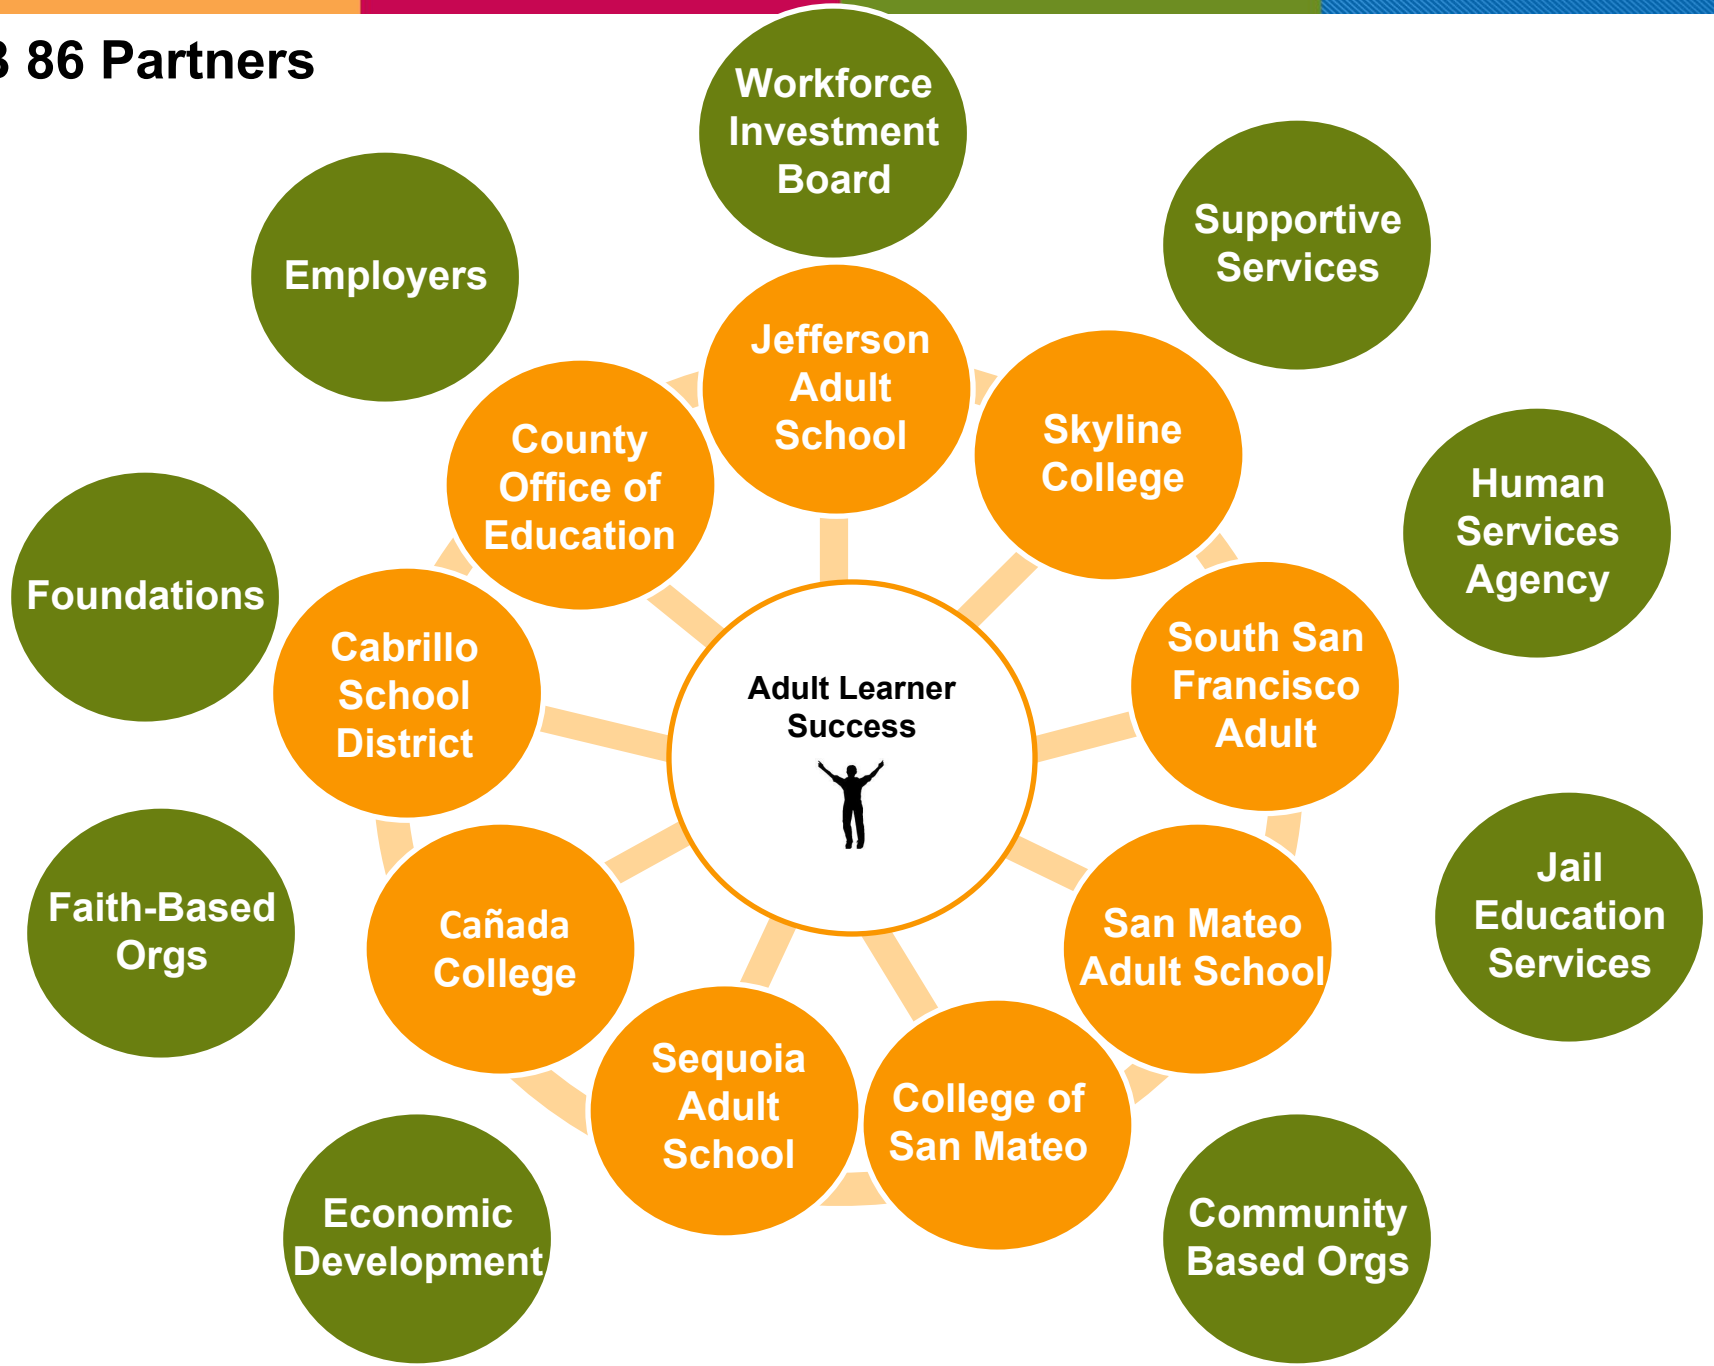 86 Partners
Workforce
Investment
Board
Supportive
Services
Employers
Jefferson
Adult
School
Skyline
College
County
Office of
Education
Human
Services
Agency
Foundations
Cabrillo
School
District
South San
Francisco
Adult
Adult Learner
Success
Faith-Based
Orgs
Cañada
College
San Mateo
Adult School
Jail
Education
Services
Sequoia
Adult
School
College of
San Mateo
Economic
Development
Community
Based Orgs